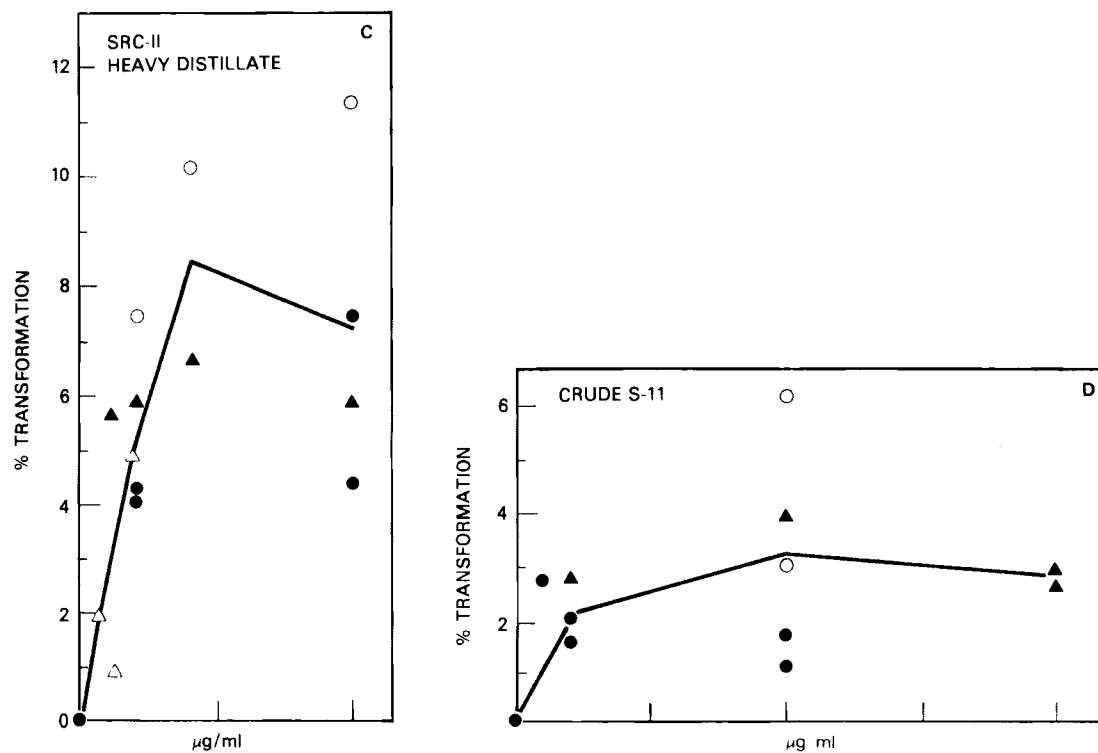 SRC-II C
HEAVY DISTILLATE
12
10
8
6
4
2
0
% TRANSFORMATION
µg/ml
CRUDE S-11 D
6
4
2
0
% TRANSFORMATION
µg ml